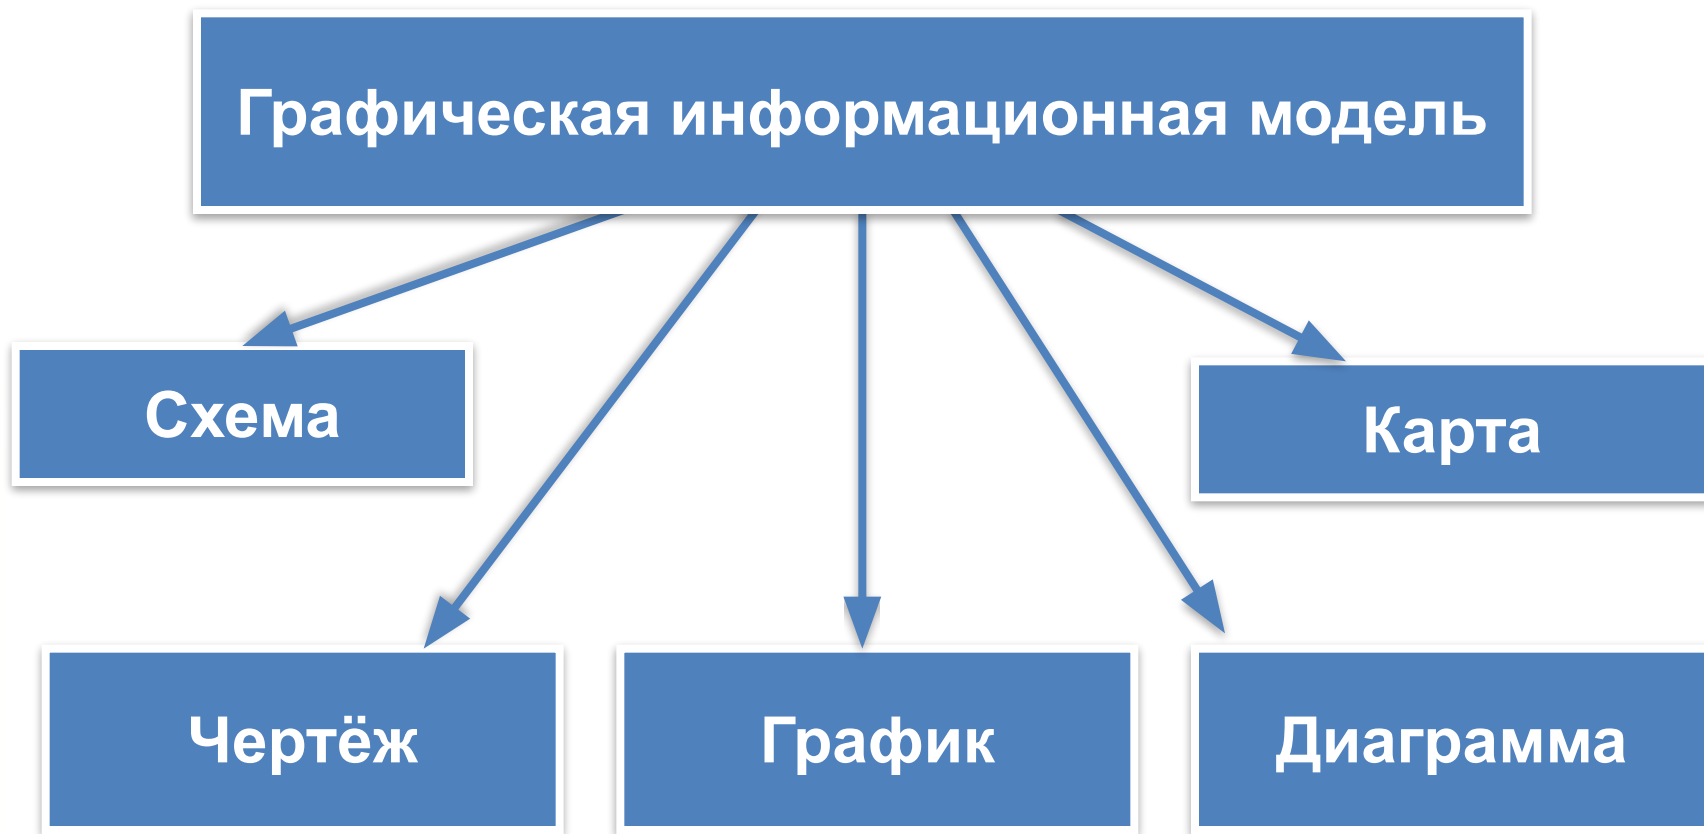 Графическая информационная модель
Схема
Карта
Чертёж
График
Диаграмма